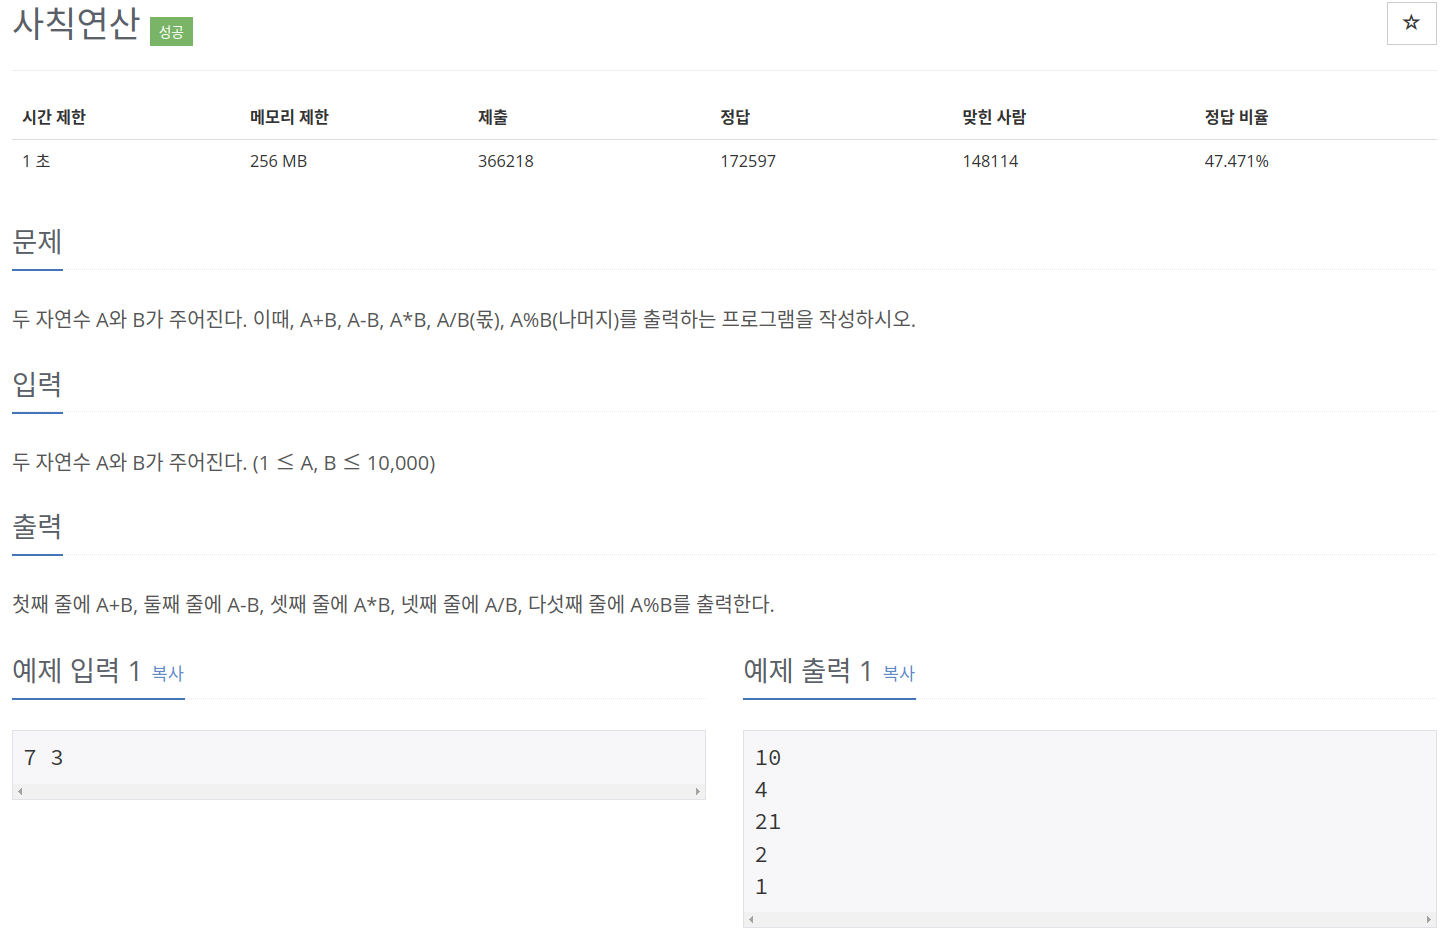 사칙연산 성공
☆
시간 제한 메모리 제한 제출 정답 맞힌 사람 정답 비율
1 초 256 MB 366218 172597 148114 47.471%
문제
두 자연수 A와 B가 주어진다. 이때, A+B, A-B, A*B, A/B(몫), A%B(나머지)를 출력하는 프로그램을 작성하시오.
입력
두 자연수 A와 B가 주어진다. (1 ≤ A, B ≤ 10,000)
출력
첫째 줄에 A+B, 둘째 줄에 A-B, 셋째 줄에 A*B, 넷째 줄에 A/B, 다섯째 줄에 A%B를 출력한다.
예제 입력 1 복사
7 3
예제 출력 1 복사
10
4
21
2
1